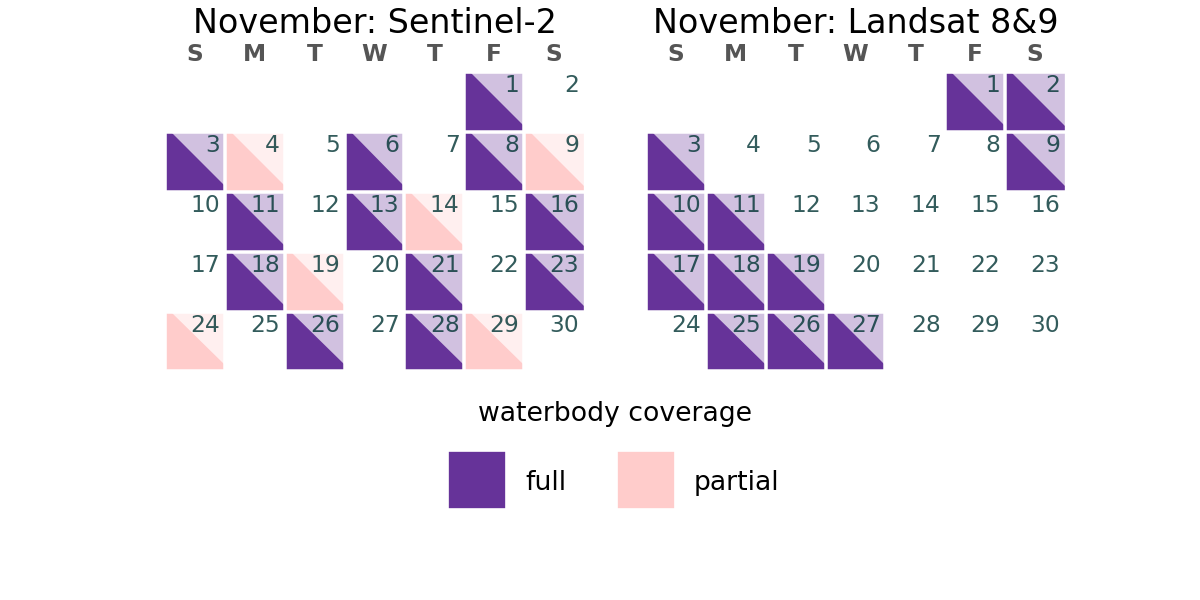 November: Sentinel-2
S M T W T F S
1 2
3 4 5 6 7 8 9
10 11 12 13 14 15 16
17 18 19 20 21 22 23
24 25 26 27 28 29 30
November: Landsat 8&9
S M T W T F S
1 2
3 4 5 6 7 8 9
10 11 12 13 14 15 16
17 18 19 20 21 22 23
24 25 26 27 28 29 30
waterbody coverage
full
partial